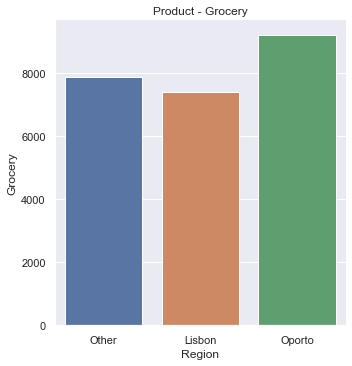 Product - Grocery
8000
6000
4000
2000
0
Grocery
Other Lisbon Oporto
Region